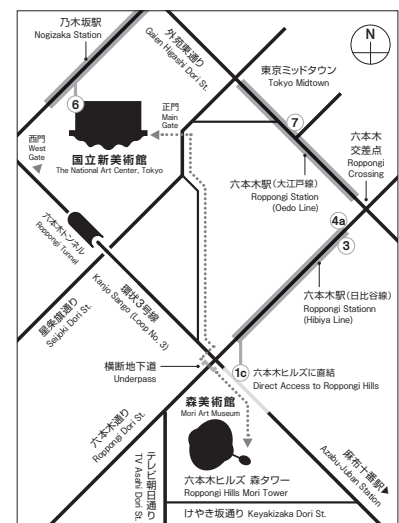 乃木坂駅
Nogizaka Station
外苑東通り
Gaien Higashi Dori St.
N
東京ミッドタウン
Tokyo Midtown
6
正門
Main
Gate
7
六本木
交差点
Roppongi
Crossing
西門
West
Gate
国立新美術館
The National Art Center, Tokyo
六本木駅(大江戸線)
Roppongi Station
(Oedo Line)
4a
3
六本木トンネル
Roppongi Tunnel
環状3号線
Kanjo Sango (Loop No. 3)
六本木駅(日比谷線)
Roppongi Stationn
(Hibiya Line)
星条旗通り
Seijoki Dori St.
横断地下道
Underpass
1c
六本木ヒルズに直結
Direct Access to Roppongi Hills
森美術館
Mori Art Museum
六本木通り
Roppongi Dori St.
テレビ朝日通り
TV Asahi Dori St.
六本木ヒルズ 森タワー
Roppongi Hills Mori Tower
麻布十番駅
Azabu-Juban Station
けやき坂通り Keyakizaka Dori St.